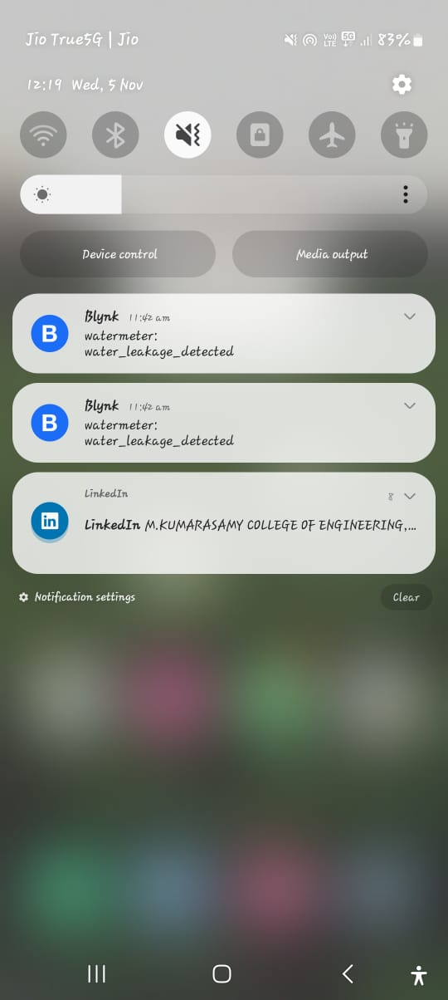 Jio True5G | Jio
Vo))
LTE
5G
83%
12:19 Wed, 5 Nov
Device control
Media output
B
Blynk 11:42 am
watermeter:
water_leakage_detected
B
Blynk 11:42 am
watermeter:
water_leakage_detected
LinkedIn
8
in
LinkedIn M.KUMARASAMY COLLEGE OF ENGINEERING,...
Notification settings
Clear